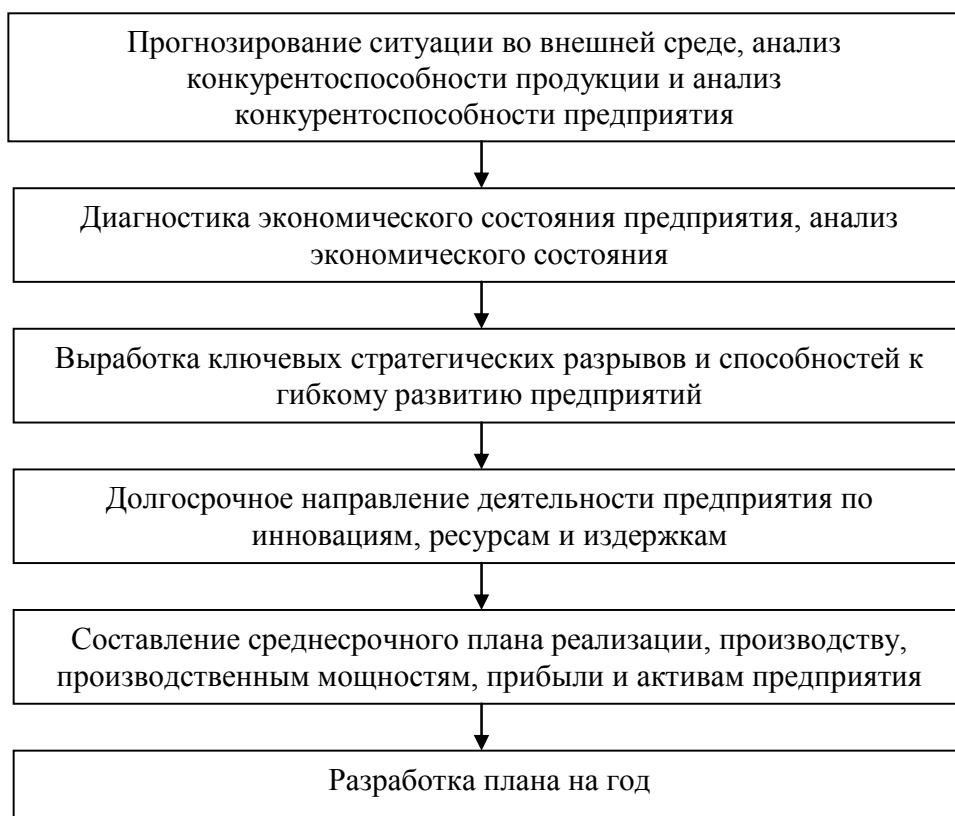 Прогнозирование ситуации во внешней среде, анализ
конкурентоспособности продукции и анализ
конкурентоспособности предприятия
Диагностика экономического состояния предприятия, анализ
экономического состояния
Выработка ключевых стратегических разрывов и способностей к
гибкому развитию предприятий
Долгосрочное направление деятельности предприятия по
инновациям, ресурсам и издержкам
Составление среднесрочного плана реализации, производству,
производственным мощностям, прибыли и активам предприятия
Разработка плана на год